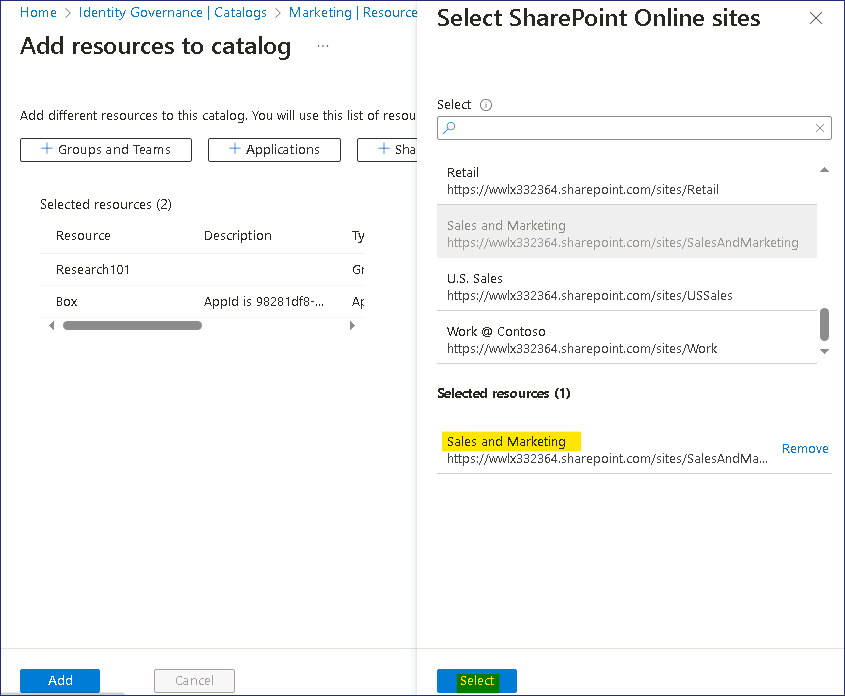 Home > Identity Governance | Catalogs > Marketing | Resource
Add resources to catalog ...
Add different resources to this catalog. You will use this list of resou
+ Groups and Teams
+ Applications
+ Sha
Selected resources (2)
Resource Description Ty
Research101 Gr
Box AppId is 98281df8-... Ap
Add
Cancel
Select SharePoint Online sites
Select
Retail
https://wwlx332364.sharepoint.com/sites/Retail
Sales and Marketing
https://wwlx332364.sharepoint.com/sites/SalesAndMarketing
U.S. Sales
https://wwlx332364.sharepoint.com/sites/USSales
Work @ Contoso
https://wwlx332364.sharepoint.com/sites/Work
Selected resources (1)
Sales and Marketing
https://wwlx332364.sharepoint.com/sites/SalesAndMa...
Remove
Select